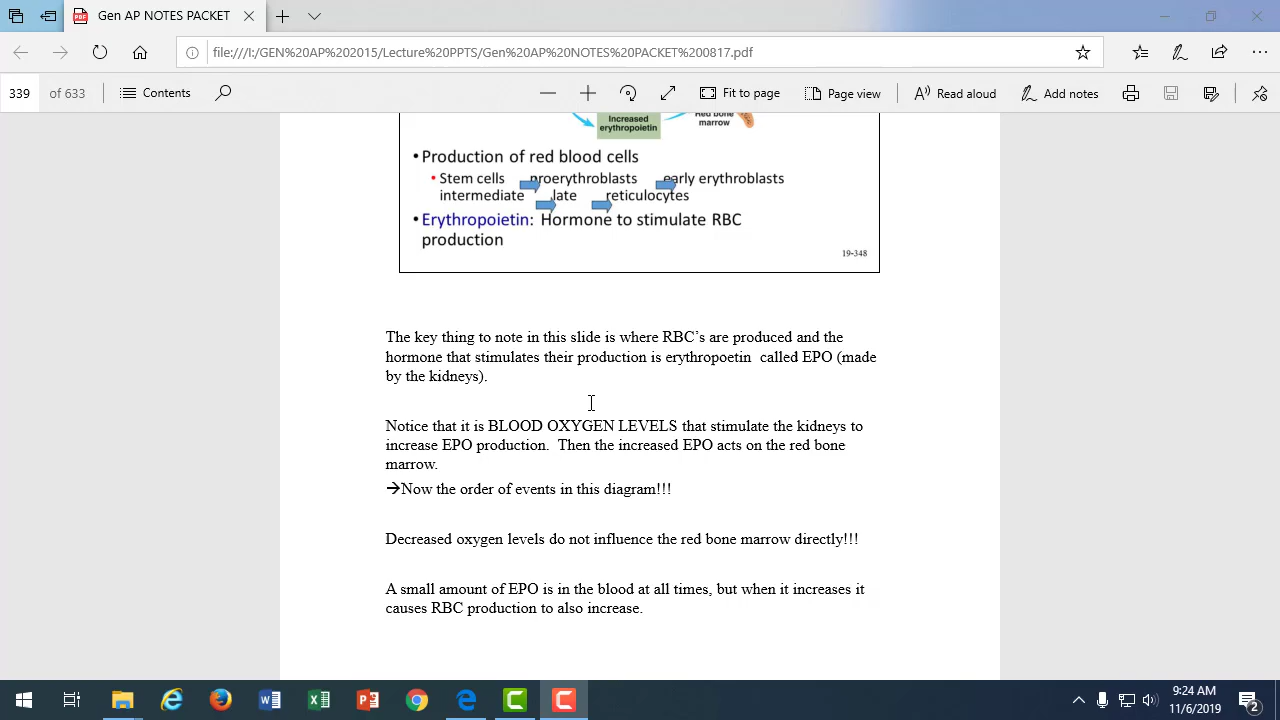 Gen AP NOTES PACKET
file:///I:/GEN%20AP%202015/Lecture%20PPTS/Gen%20AP%20NOTES%20PACKET%200817.pdf
339 of 633 Contents Fit to page Page view Read aloud Add notes
Increased
erythropoietin
Red bone
marrow
• Production of red blood cells
• Stem cells proerythroblasts early erythroblasts
intermediate late reticulocytes
• Erythropoietin: Hormone to stimulate RBC
production
19-348
The key thing to note in this slide is where RBC's are produced and the
hormone that stimulates their production is erythropoetin called EPO (made
by the kidneys).
Notice that it is BLOOD OXYGEN LEVELS that stimulate the kidneys to
increase EPO production. Then the increased EPO acts on the red bone
marrow.
→Now the order of events in this diagram!!!
Decreased oxygen levels do not influence the red bone marrow directly!!!
A small amount of EPO is in the blood at all times, but when it increases it
causes RBC production to also increase.
9:24 AM
11/6/2019
2